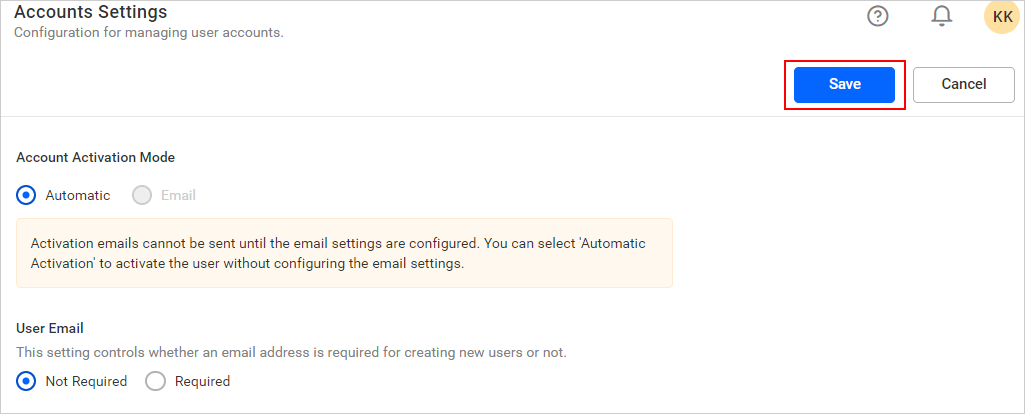 Accounts Settings
Configuration for managing user accounts.
KK
Save
Cancel
Account Activation Mode
Automatic
Email
Activation emails cannot be sent until the email settings are configured. You can select 'Automatic
Activation' to activate the user without configuring the email settings.
User Email
This setting controls whether an email address is required for creating new users or not.
Not Required
Required